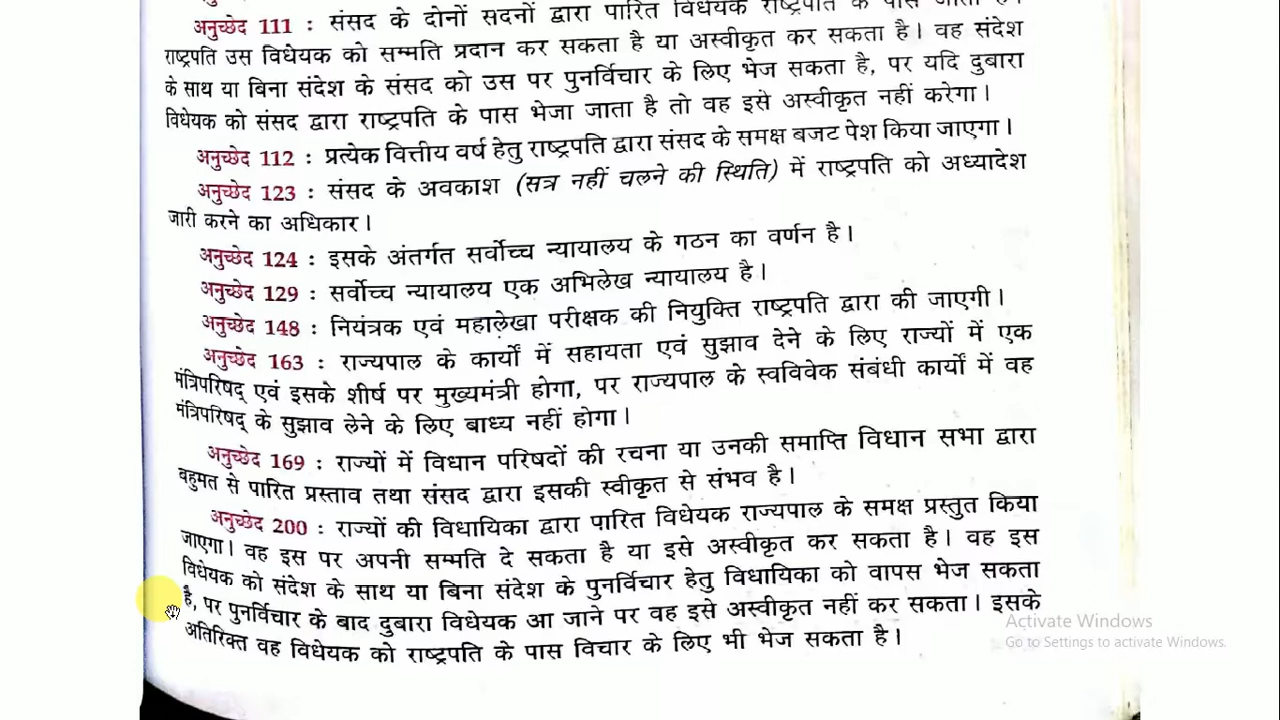 अनुच्छेद 111 : संसद के दोनों सदनों द्वारा पारित विधेयक राष्ट्रपति के पास जाता है।
राष्ट्रपति उस विधेयक को सम्मति प्रदान कर सकता है या अस्वीकृत कर सकता है। वह संदेश
के साथ या बिना संदेश के संसद को उस पर पुनर्विचार के लिए भेज सकता है, पर यदि दुबारा
विधेयक को संसद द्वारा राष्ट्रपति के पास भेजा जाता है तो वह इसे अस्वीकृत नहीं करेगा।
अनुच्छेद 112 : प्रत्येक वित्तीय वर्ष हेतु राष्ट्रपति द्वारा संसद के समक्ष बजट पेश किया जाएगा।
अनुच्छेद 123 : संसद के अवकाश (सत्र नहीं चलने की स्थिति) में राष्ट्रपति को अध्यादेश
जारी करने का अधिकार।
अनुच्छेद 124 : इसके अंतर्गत सर्वोच्च न्यायालय के गठन का वर्णन है।
अनुच्छेद 129 : सर्वोच्च न्यायालय एक अभिलेख न्यायालय है।
अनुच्छेद 148 : नियंत्रक एवं महालेखा परीक्षक की नियुक्ति राष्ट्रपति द्वारा की जाएगी।
अनुच्छेद 163 : राज्यपाल के कार्यों में सहायता एवं सुझाव देने के लिए राज्यों में एक
मंत्रिपरिषद् एवं इसके शीर्ष पर मुख्यमंत्री होगा, पर राज्यपाल के स्वविवेक संबंधी कार्यों में वह
मंत्रिपरिषद् के सुझाव लेने के लिए बाध्य नहीं होगा।
अनुच्छेद 169 : राज्यों में विधान परिषदों की रचना या उनकी समाप्ति विधान सभा द्वारा
बहुमत से पारित प्रस्ताव तथा संसद द्वारा इसकी स्वीकृत से संभव है।
अनुच्छेद 200 : राज्यों की विधायिका द्वारा पारित विधेयक राज्यपाल के समक्ष प्रस्तुत किया
जाएगा। वह इस पर अपनी सम्मति दे सकता है या इसे अस्वीकृत कर सकता है। वह इस
विधेयक को संदेश के साथ या बिना संदेश के पुनर्विचार हेतु विधायिका को वापस भेज सकता
है, पर पुनर्विचार के बाद दुबारा विधेयक आ जाने पर वह इसे अस्वीकृत नहीं कर सकता। इसके
अतिरिक्त वह विधेयक को राष्ट्रपति के पास विचार के लिए भी भेज सकता है।
Activate Windows
Go to Settings to activate Windows.